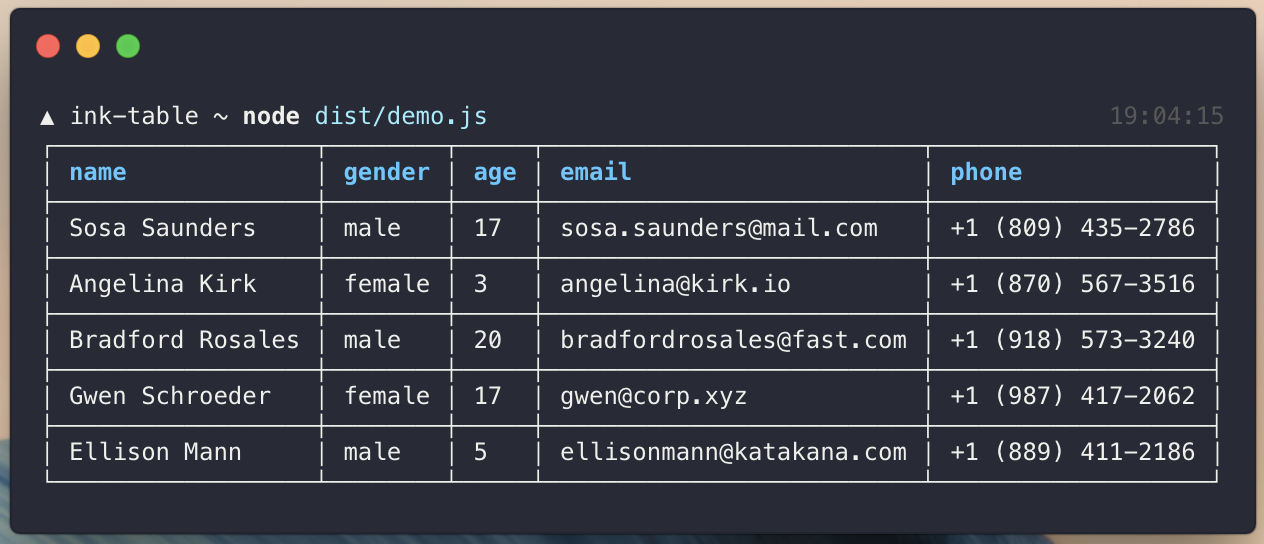 ▲ ink-table ~ node dist/demo.js 19:04:15
name gender age email phone
Sosa Saunders male 17 sosa.saunders@mail.com +1 (809) 435-2786
Angelina Kirk female 3 angelina@kirk.io +1 (870) 567-3516
Bradford Rosales male 20 bradfordrosales@fast.com +1 (918) 573-3240
Gwen Schroeder female 17 gwen@corp.xyz +1 (987) 417-2062
Ellison Mann male 5 ellisonmann@katakana.com +1 (889) 411-2186